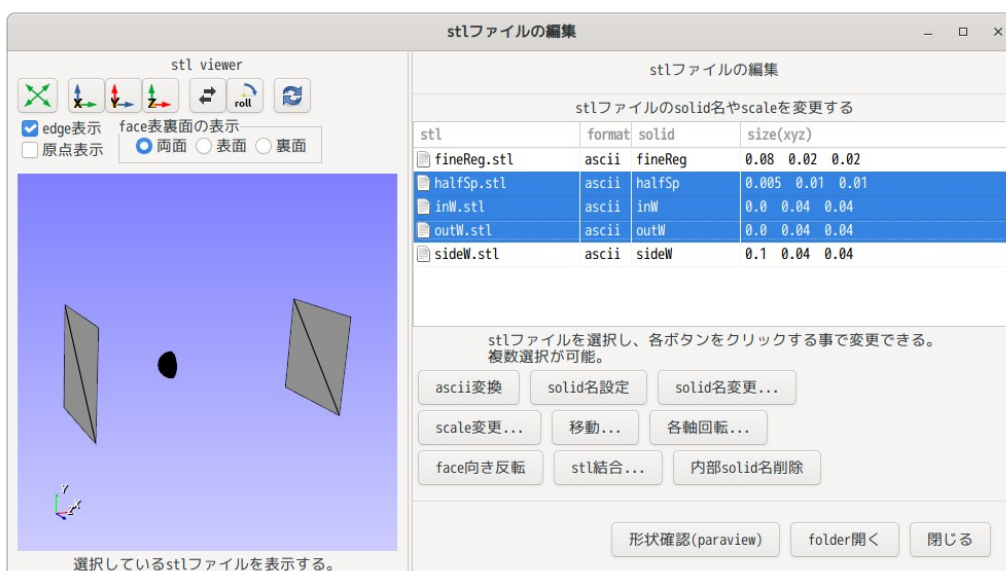 stlファイルの編集
stl viewer
X Y Z roll
edge表示
原点表示
face表裏面の表示
両面 表面 裏面
Y
Z X
選択しているstlファイルを表示する。
stlファイルの編集
stlファイルのsolid名やscaleを変更する
stl format solid size(xyz)
fineReg.stl ascii fineReg 0.08 0.02 0.02
halfSp.stl ascii halfSp 0.005 0.01 0.01
inW.stl ascii inW 0.0 0.04 0.04
outW.stl ascii outW 0.0 0.04 0.04
sideW.stl ascii sideW 0.1 0.04 0.04
stlファイルを選択し、各ボタンをクリックする事で変更できる。
複数選択が可能。
ascii変換 solid名設定 solid名変更...
scale変更... 移動... 各軸回転...
face向き反転 stl結合... 内部solid名削除
形状確認(paraview) folder開く 閉じる